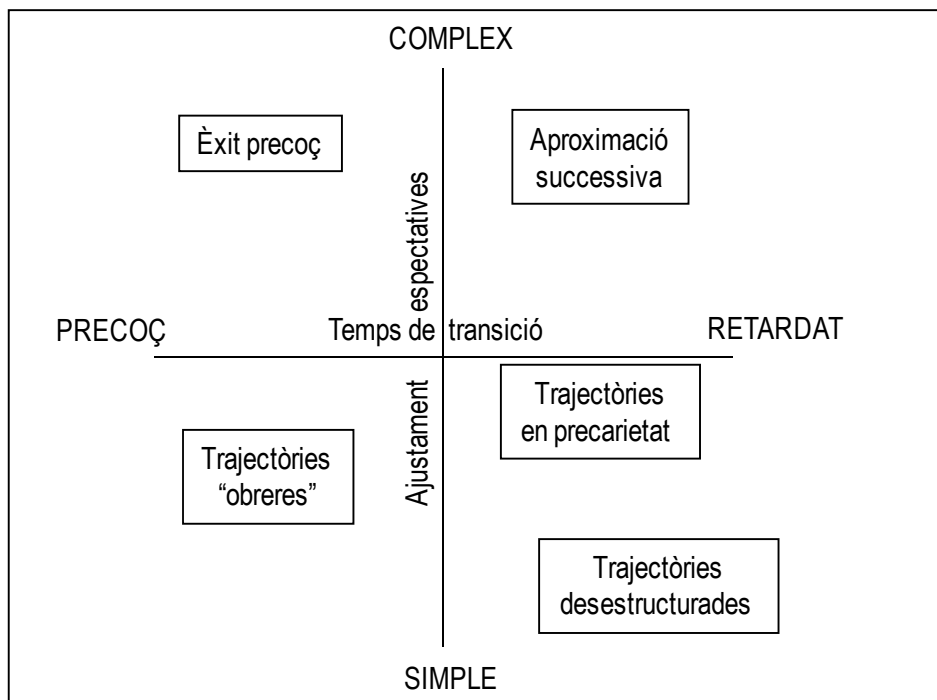 COMPLEX
Èxit precoç
Aproximació
successiva
espectatives
PRECOÇ
Temps de transició
RETARDAT
Ajustament
Trajectòries
en precarietat
Trajectòries
“obreres”
Trajectòries
desestructurades
SIMPLE